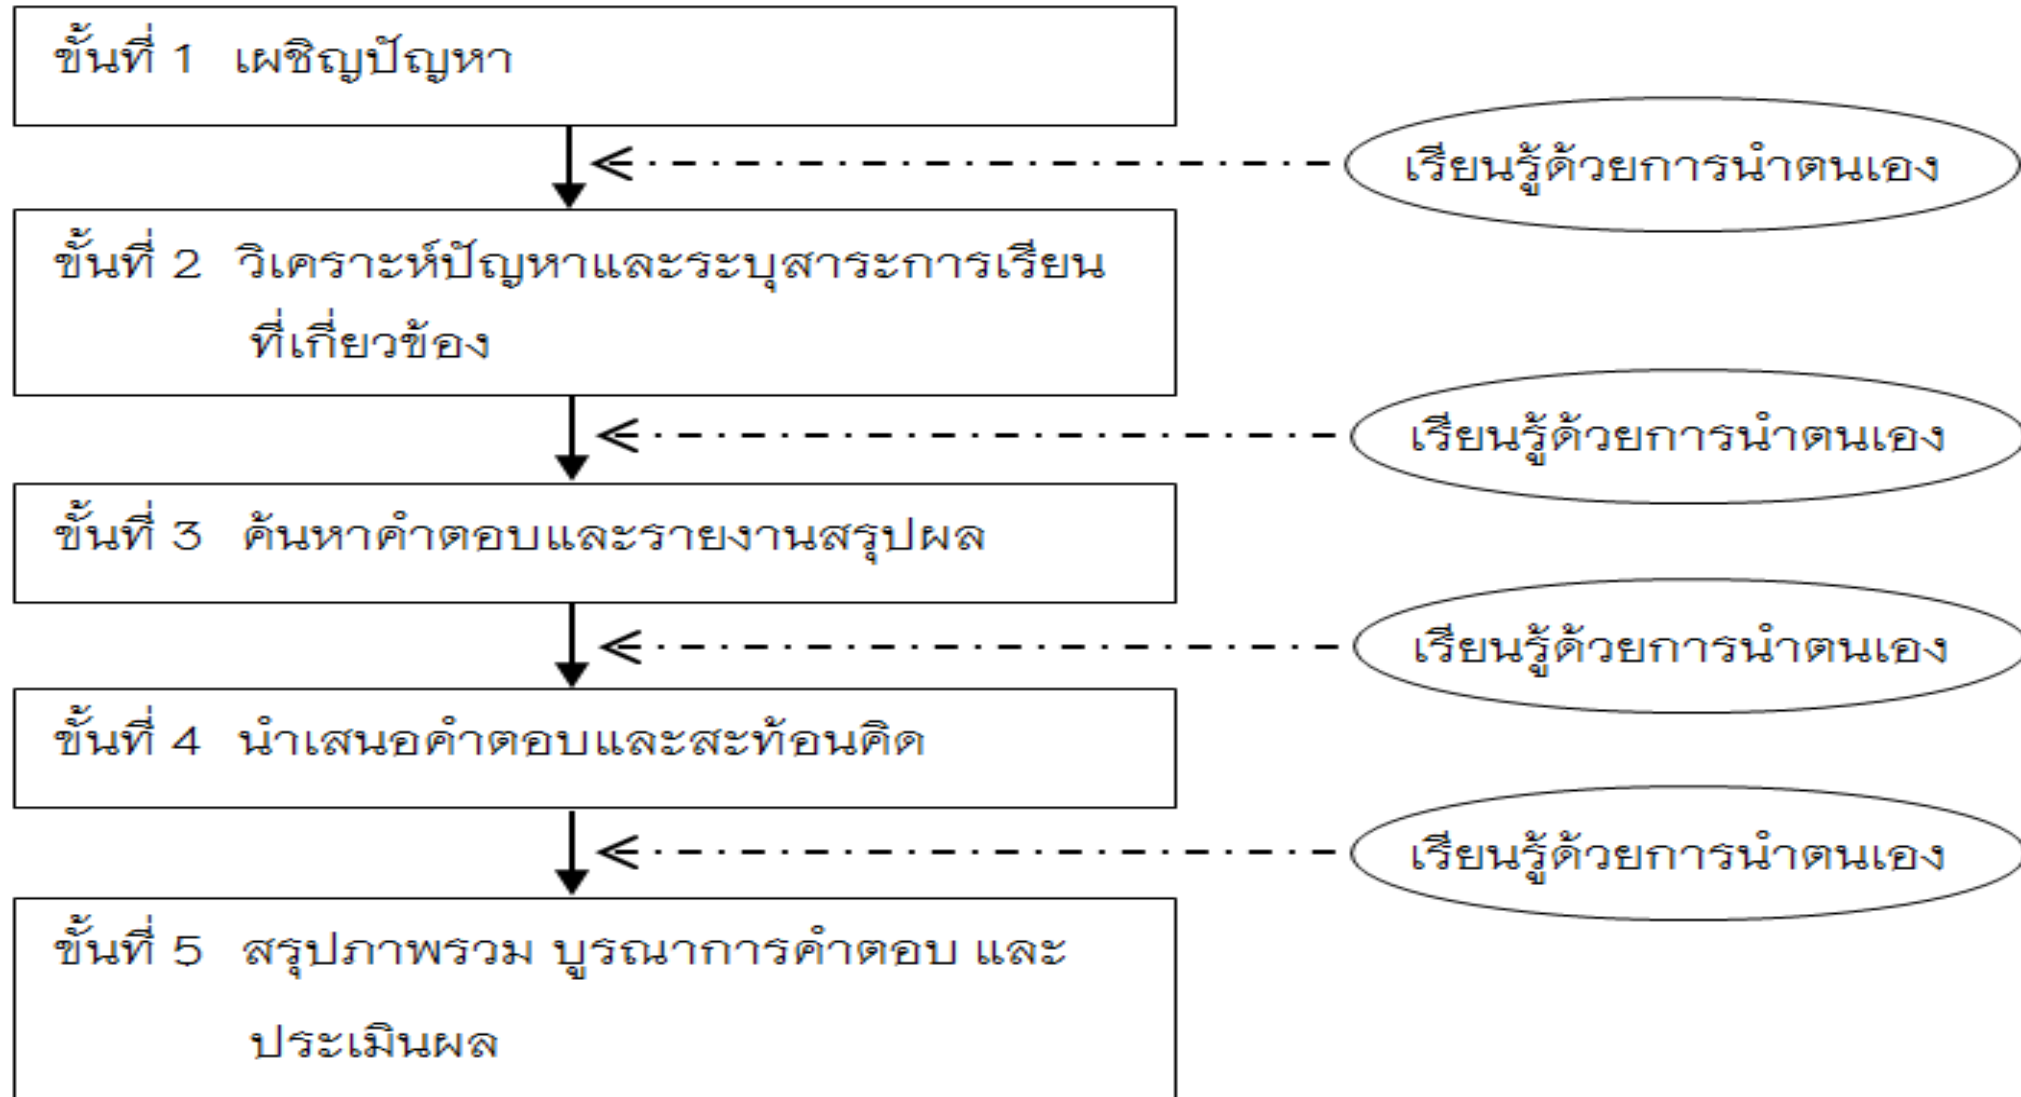 ขั้นที่ 1 เผชิญปัญหา
เรียนรู้ด้วยการนำตนเอง
ขั้นที่ 2 วิเคราะห์ปัญหาและระบุสาระการเรียน
ที่เกี่ยวข้อง
เรียนรู้ด้วยการนำตนเอง
ขั้นที่ 3 ค้นหาคำตอบและรายงานสรุปผล
เรียนรู้ด้วยการนำตนเอง
ขั้นที่ 4 นำเสนอคำตอบและสะท้อนคิด
เรียนรู้ด้วยการนำตนเอง
ขั้นที่ 5 สรุปภาพรวม บูรณาการคำตอบ และ
ประเมินผล